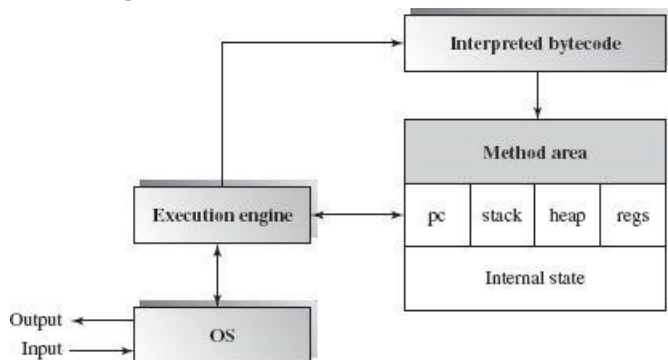 Interpreted bytecode
Method area
Execution engine
pc
stack
heap
regs
Internal state
Output
OS
Input